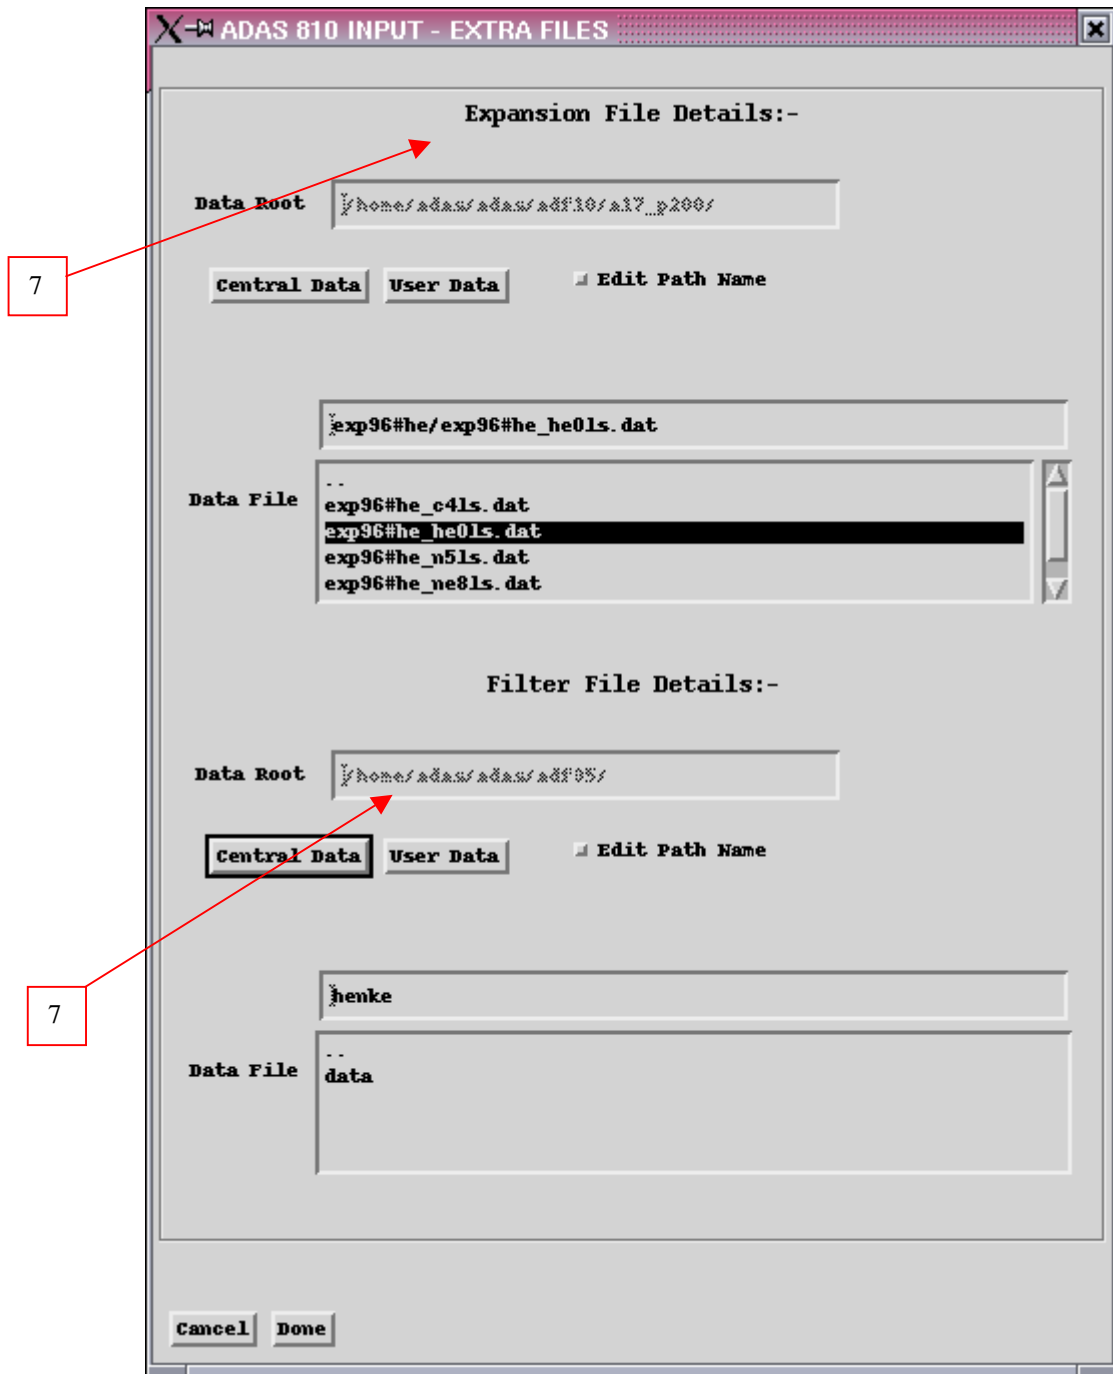 ADAS 810 INPUT - EXTRA FILES
Expansion File Details:-
Data Root /home/adas/adas/adf10/a17_p200/
7
Central Data User Data Edit Path Name
exp96#he/exp96#he_he0ls.dat
Data File
..
exp96#he_c4ls.dat
exp96#he_he0ls.dat
exp96#he_n5ls.dat
exp96#he_ne8ls.dat
Filter File Details:-
Data Root /home/adas/adas/adf35/
Central Data User Data Edit Path Name
7
henke
Data File
..
data
Cancel Done